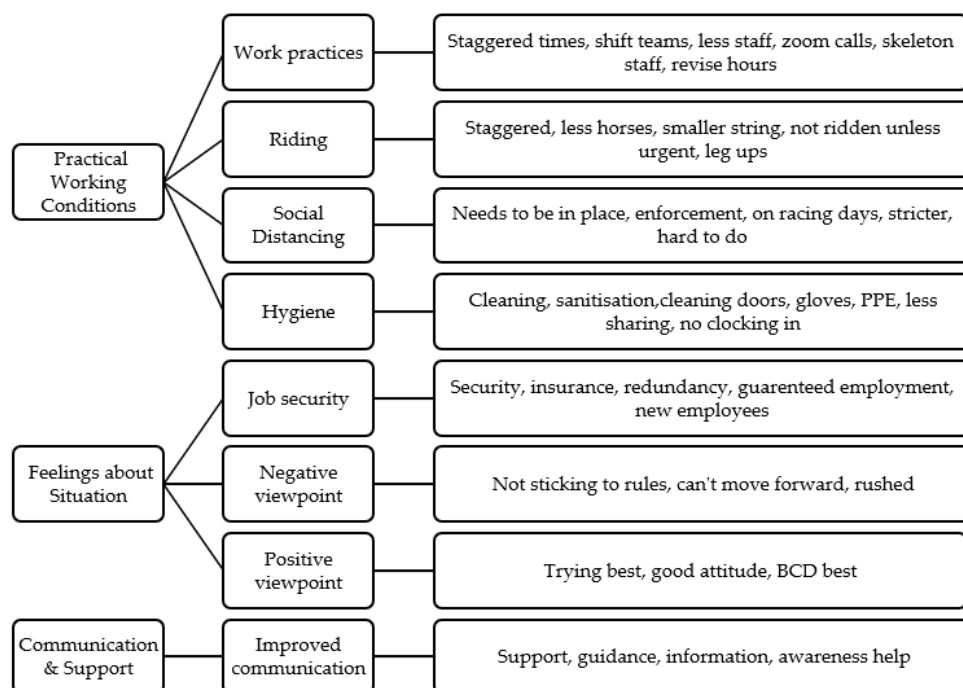 Work practices
Staggered times, shift teams, less staff, zoom calls, skeleton
staff, revise hours
Practical
Working
Conditions
Riding
Staggered, less horses, smaller string, not ridden unless
urgent, leg ups
Social
Distancing
Needs to be in place, enforcement, on racing days, stricter,
hard to do
Hygiene
Cleaning, sanitisation,cleaning doors, gloves, PPE, less
sharing, no clocking in
Feelings about
Situation
Job security
Security, insurance, redundancy, guarenteed employment,
new employees
Negative
viewpoint
Not sticking to rules, can't move forward, rushed
Positive
viewpoint
Trying best, good attitude, BCD best
Communication
& Support
Improved
communication
Support, guidance, information, awareness help